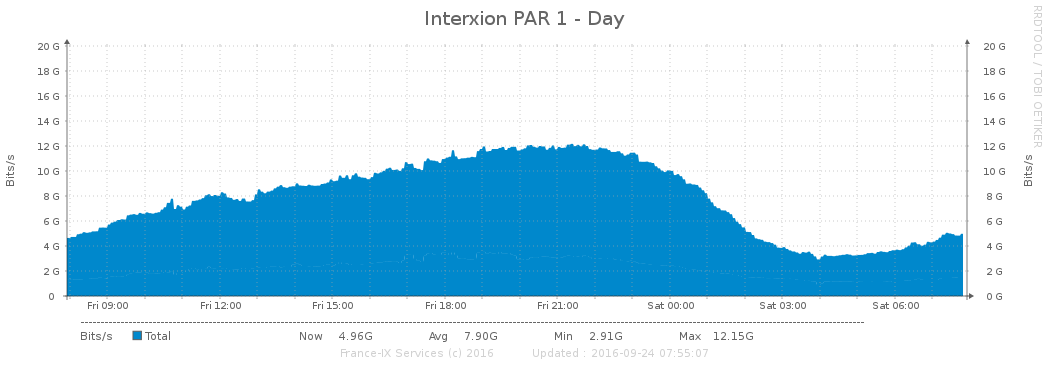 Interxion PAR 1 - Day
RRDTOOL / TOBI OETIKER
Bits/s
20 G 20 G
18 G 18 G
16 G 16 G
14 G 14 G
12 G 12 G
10 G 10 G
8 G 8 G
6 G 6 G
4 G 4 G
2 G 2 G
0 0 G
Bits/s
Fri 09:00 Fri 12:00 Fri 15:00 Fri 18:00 Fri 21:00 Sat 00:00 Sat 03:00 Sat 06:00
Bits/s Total Now 4.96G Avg 7.90G Min 2.91G Max 12.15G
France-IX Services (c) 2016 Updated : 2016-09-24 07:55:07